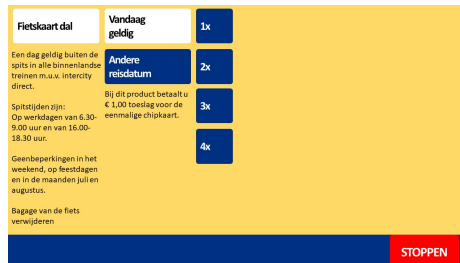 Fietskaart dal
Een dag geldig buiten de
spits in alle binnenlandse
treinen m.u.v. intercity
direct.
Spitstijden zijn:
Op werkdagen van 6.30-
9.00 uur en van 16.00-
18.30 uur.
Geenbeperkingen in het
weekend, op feestdagen
en in de maanden juli en
augustus.
Bagage van de fiets
verwijderen
Vandaag
geldig
Andere
reisdatum
Bij dit product betaalt u
€ 1,00 toeslag voor de
eenmalige chipkaart.
1x
2x
3x
4x
STOPPEN